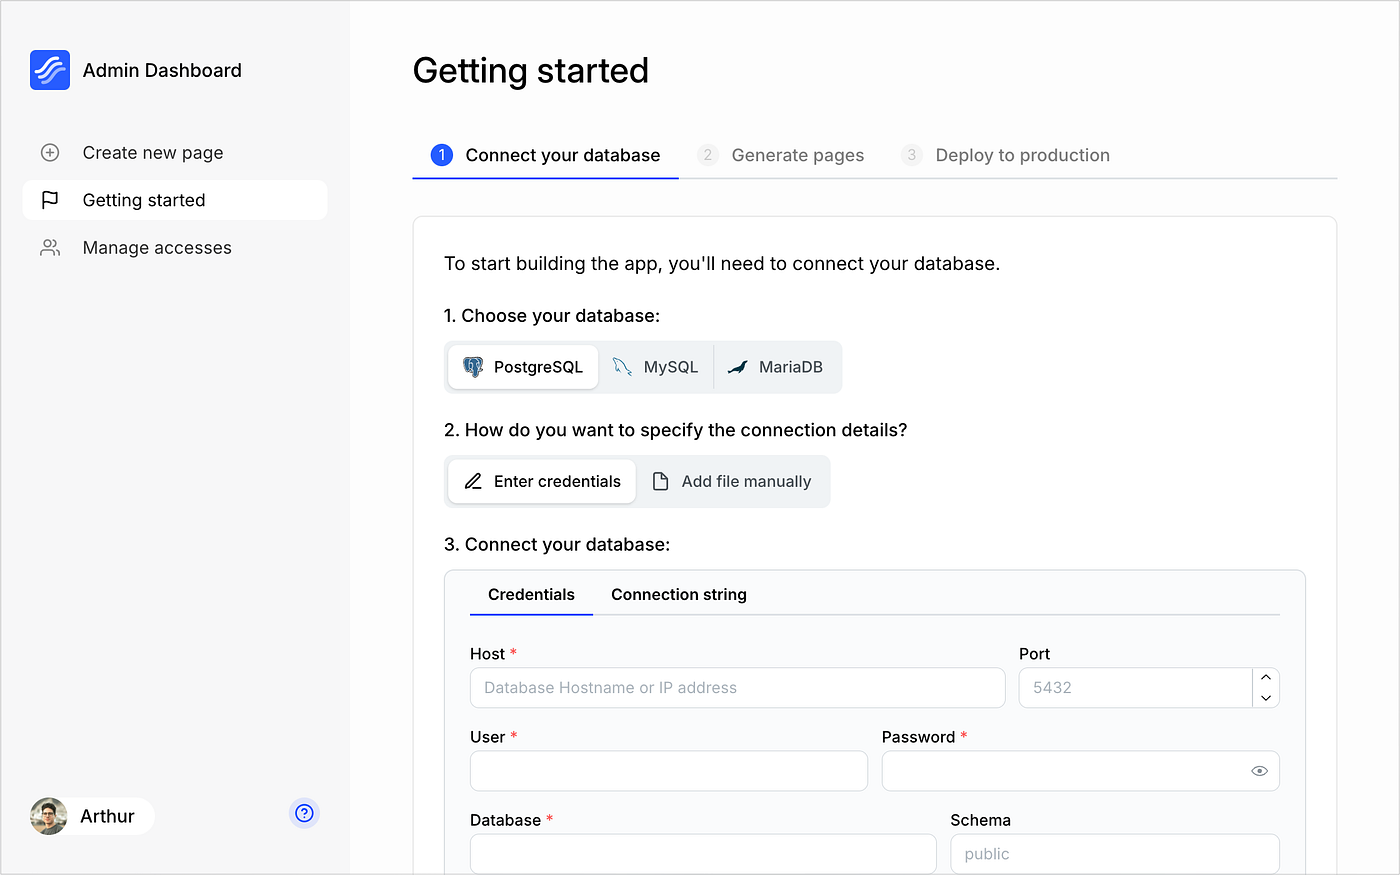 Admin Dashboard
Create new page
Getting started
Manage accesses
Arthur
Getting started
1 Connect your database 2 Generate pages 3 Deploy to production
To start building the app, you'll need to connect your database.
1. Choose your database:
PostgreSQL MySQL MariaDB
2. How do you want to specify the connection details?
Enter credentials Add file manually
3. Connect your database:
Credentials Connection string
Host * Port
Database Hostname or IP address 5432
User * Password *
Database * Schema
public